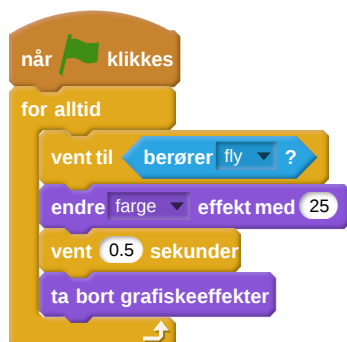 når klikkes
for alltid
vent til berører fly ?
endre farge effekt med 25
vent 0.5 sekunder
ta bort grafiskeeffekter